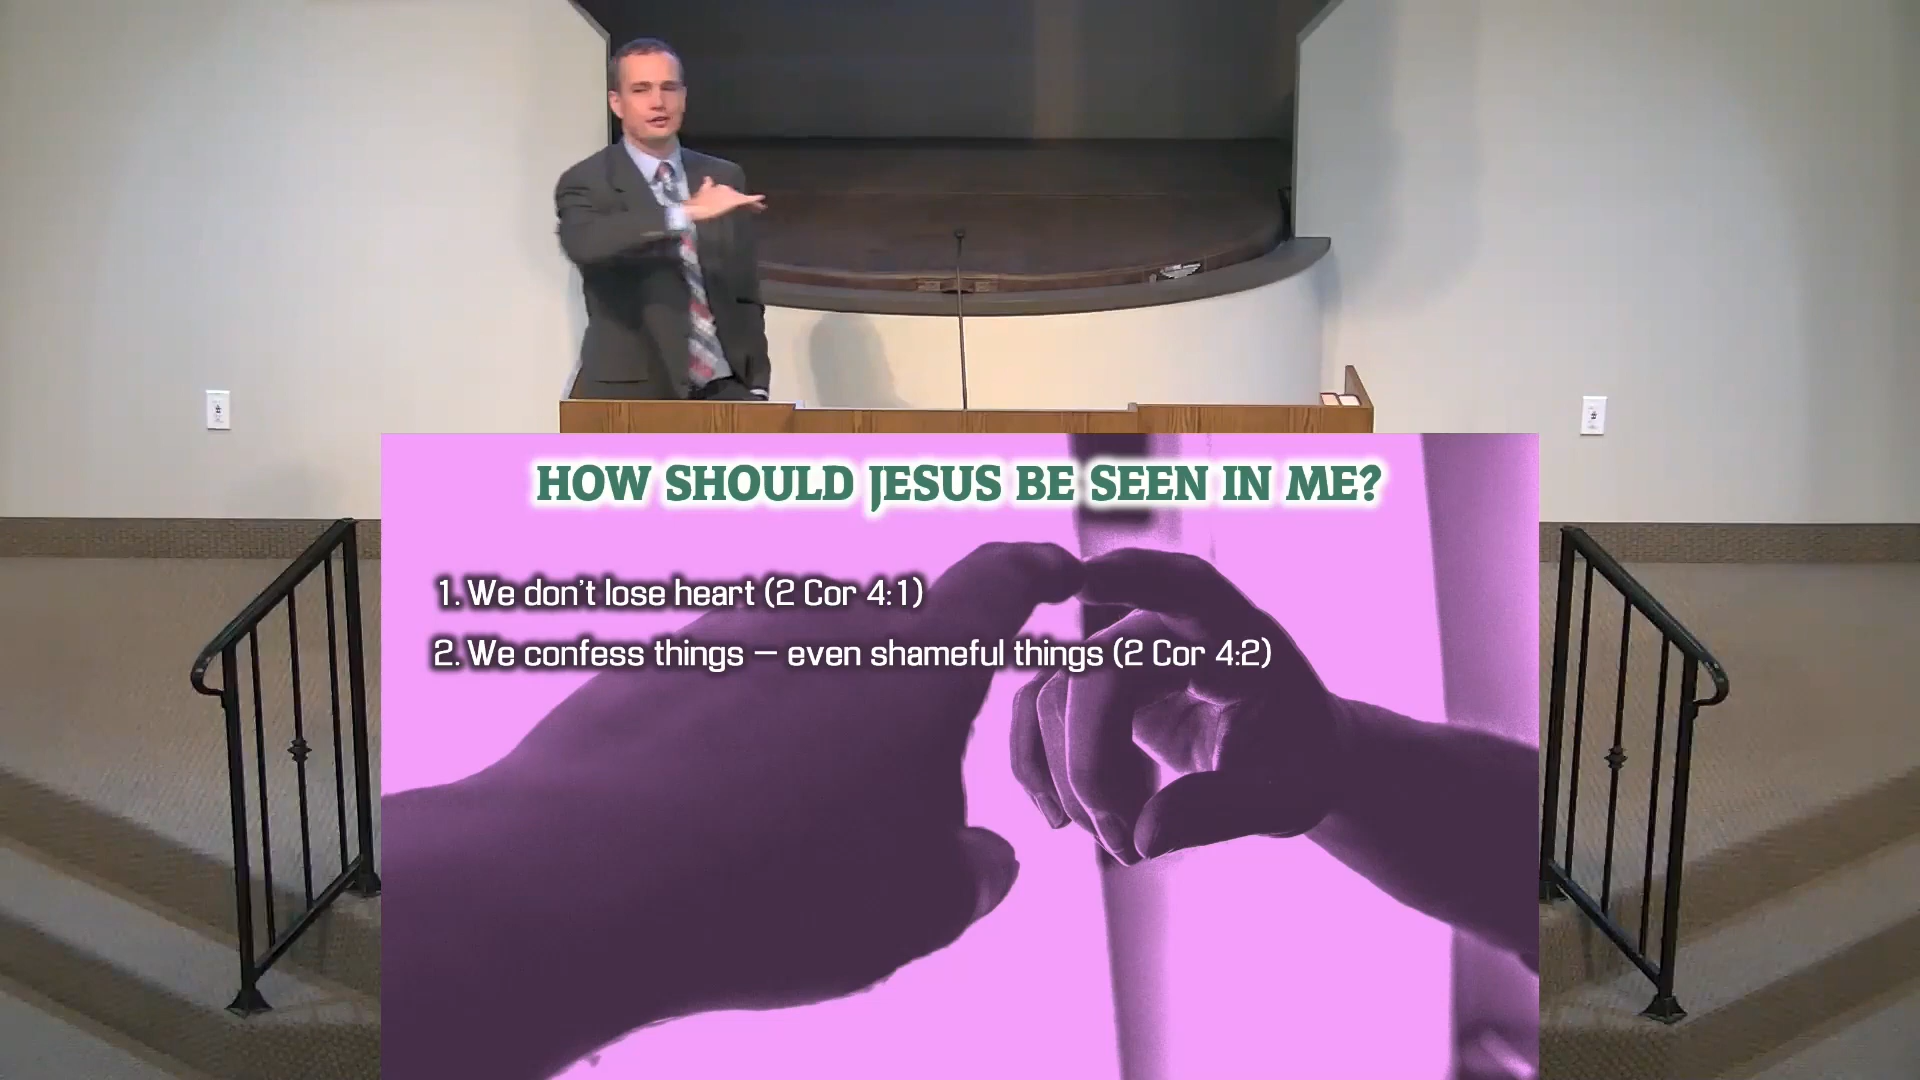 HOW SHOULD JESUS BE SEEN IN ME?
1. We don't lose heart (2 Cor 4:1)
2. We confess things – even shameful things (2 Cor 4:2)